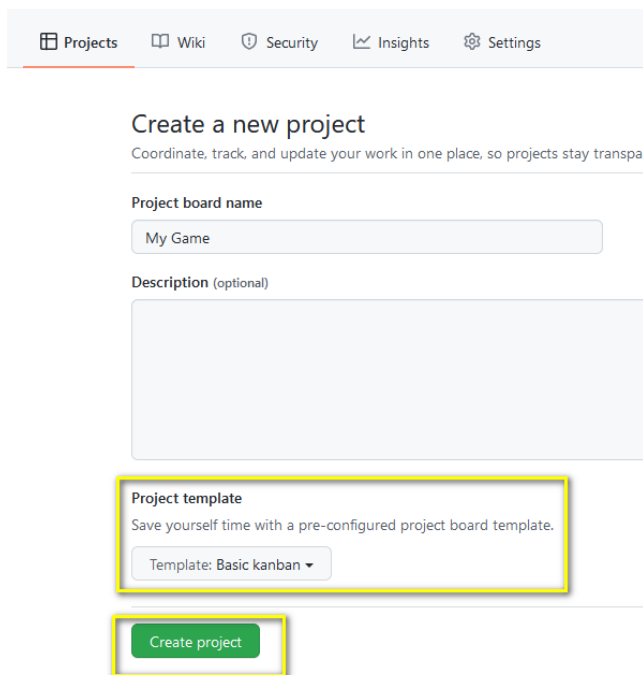 Projects Wiki Security Insights Settings
Create a new project
Coordinate, track, and update your work in one place, so projects stay transpa
Project board name
My Game
Description (optional)
Project template
Save yourself time with a pre-configured project board template.
Template: Basic kanban
Create project